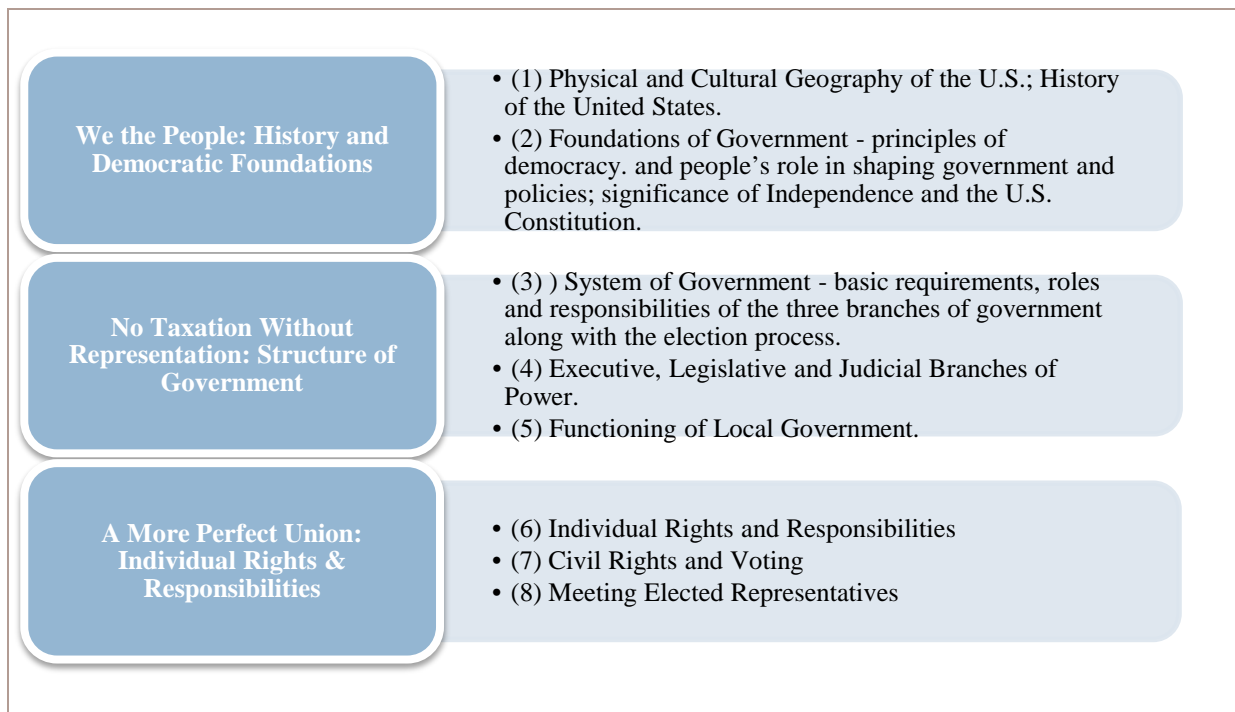 We the People: History and
Democratic Foundations
• (1) Physical and Cultural Geography of the U.S.; History
of the United States.
• (2) Foundations of Government - principles of
democracy. and people's role in shaping government and
policies; significance of Independence and the U.S.
Constitution.
No Taxation Without
Representation: Structure of
Government
• (3) ) System of Government - basic requirements, roles
and responsibilities of the three branches of government
along with the election process.
• (4) Executive, Legislative and Judicial Branches of
Power.
• (5) Functioning of Local Government.
A More Perfect Union:
Individual Rights &
Responsibilities
• (6) Individual Rights and Responsibilities
• (7) Civil Rights and Voting
• (8) Meeting Elected Representatives